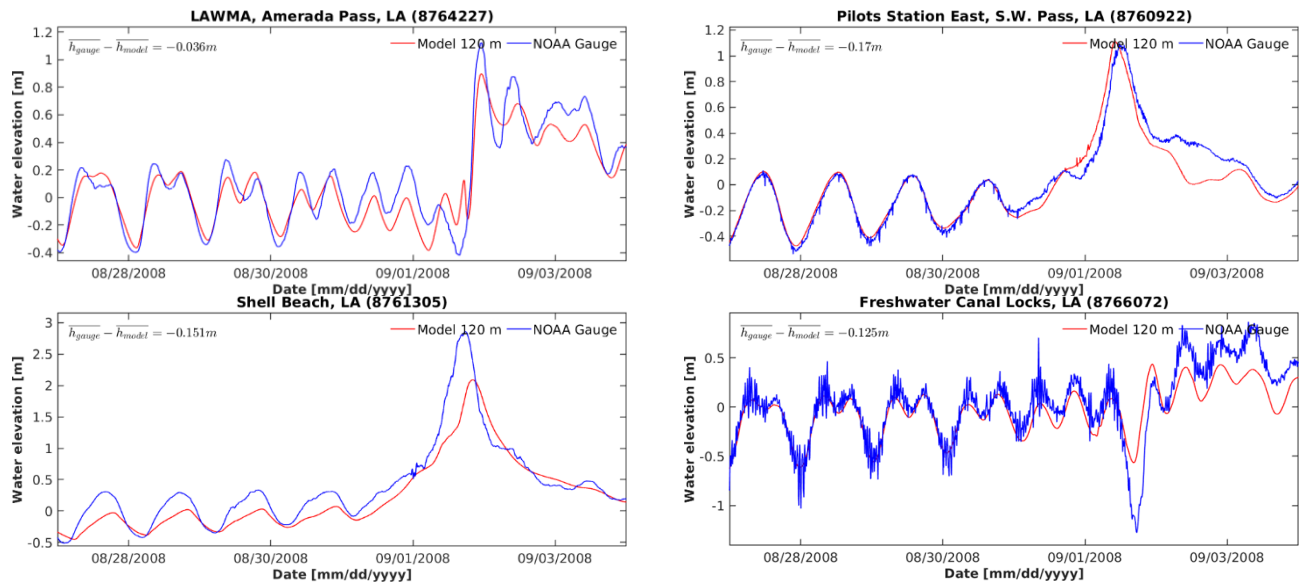 LAWMA, Amerada Pass, LA (8764227)
h_gauge − h_model = −0.036m
Model 120 m NOAA Gauge
1.2
1
0.8
0.6
0.4
0.2
0
-0.2
-0.4
Water elevation [m]
08/28/2008 08/30/2008 09/01/2008 09/03/2008
Date [mm/dd/yyyy]
Pilots Station East, S.W. Pass, LA (8760922)
h_gauge − h_model = −0.17m
Model 120 m NOAA Gauge
1.2
1
0.8
0.6
0.4
0.2
0
-0.2
-0.4
Water elevation [m]
08/28/2008 08/30/2008 09/01/2008 09/03/2008
Date [mm/dd/yyyy]
Shell Beach, LA (8761305)
h_gauge − h_model = −0.151m
Model 120 m NOAA Gauge
3
2.5
2
1.5
1
0.5
0
-0.5
Water elevation [m]
08/28/2008 08/30/2008 09/01/2008 09/03/2008
Date [mm/dd/yyyy]
Freshwater Canal Locks, LA (8766072)
h_gauge − h_model = −0.125m
Model 120 m NOAA Gauge
0.5
0
-0.5
-1
Water elevation [m]
08/28/2008 08/30/2008 09/01/2008 09/03/2008
Date [mm/dd/yyyy]